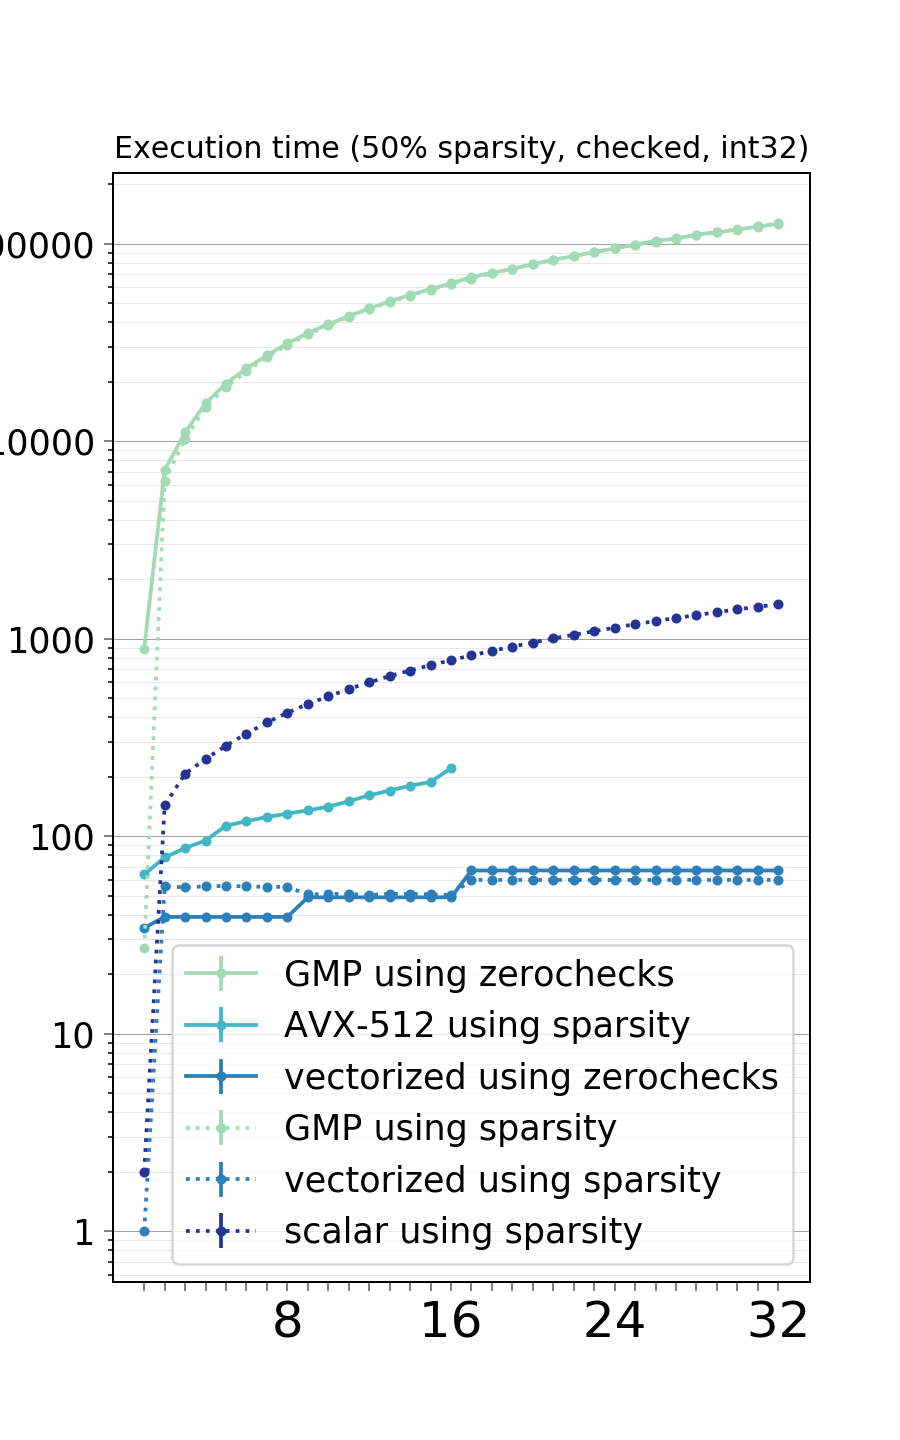 Execution time (50% sparsity, checked, int32)
00000
10000
1000
100
10
1
GMP using zerochecks
AVX-512 using sparsity
vectorized using zerochecks
GMP using sparsity
vectorized using sparsity
scalar using sparsity
8 16 24 32